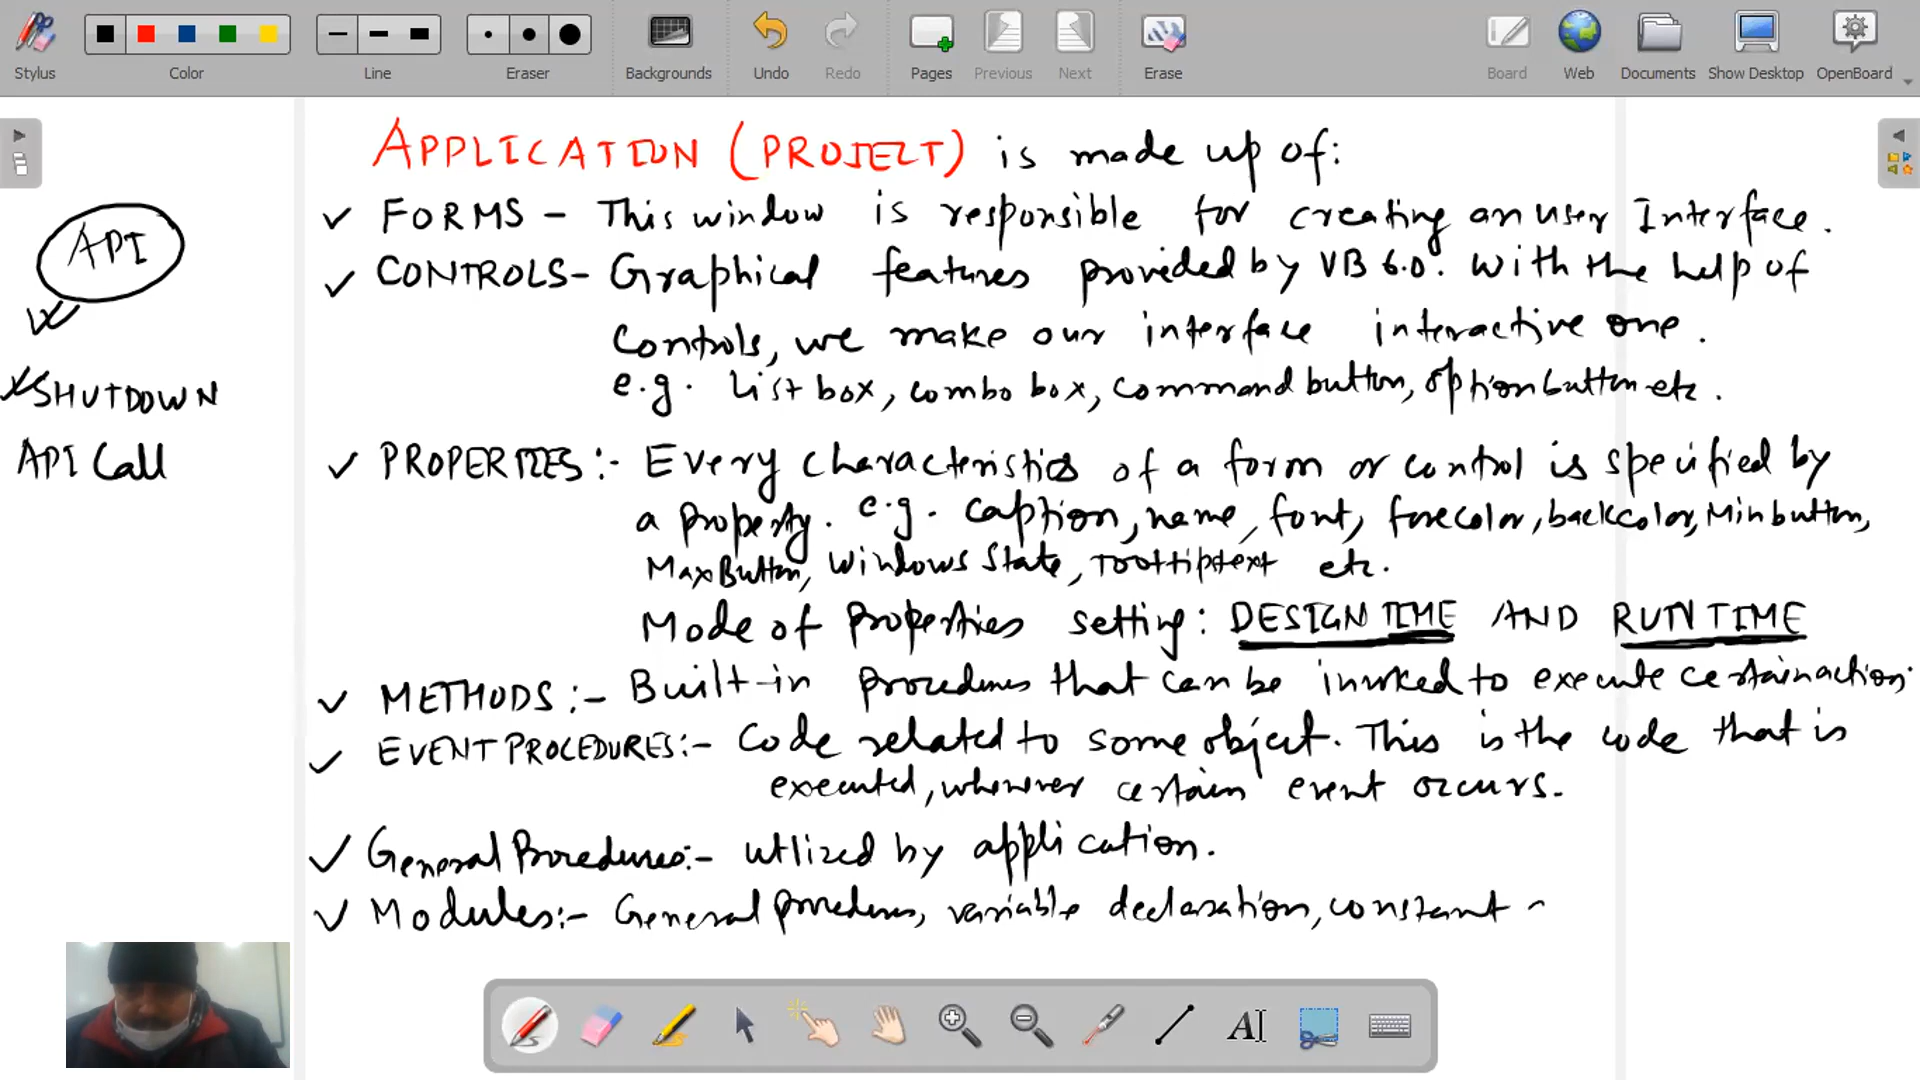 Stylus
Color
Line
Eraser
Backgrounds
Undo
Redo
Pages
Previous
Next
Erase
Board
Web
Documents
Show Desktop
OpenBoard
API
SHUTDOWN
API Call
APPLICATION (PROJECT) is made up of:
FORMS - This window is responsible for creating an user Interface.
CONTROLS - Graphical features provided by VB 6.0. With the help of
Controls, we make our interface interactive one.
e.g. List box, combo box, command button, option button etc.
PROPERTIES :- Every characteristics of a form or control is specified by
a property. e.g. caption, name, font, forecolor, backcolor, Minbutton,
MaxButton, Windows State, Tooltiptext etc.
Mode of Properties setting: DESIGN TIME AND RUN TIME
METHODS :- Built-in procedures that can be invoked to execute certain action.
EVENT PROCEDURES :- Code related to some object. This is the code that is
executed, whenever certain event occurs.
General Procedures :- utlized by application.
Modules :- General procedures, variable declaration, constant
AI